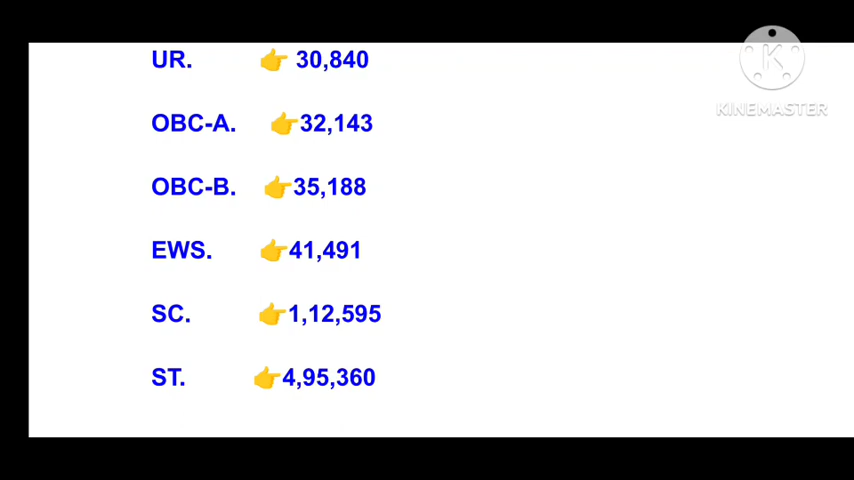 UR. 👉 30,840
OBC-A. 👉32,143
OBC-B. 👉35,188
EWS. 👉41,491
SC. 👉1,12,595
ST. 👉4,95,360
K
KINEMASTER